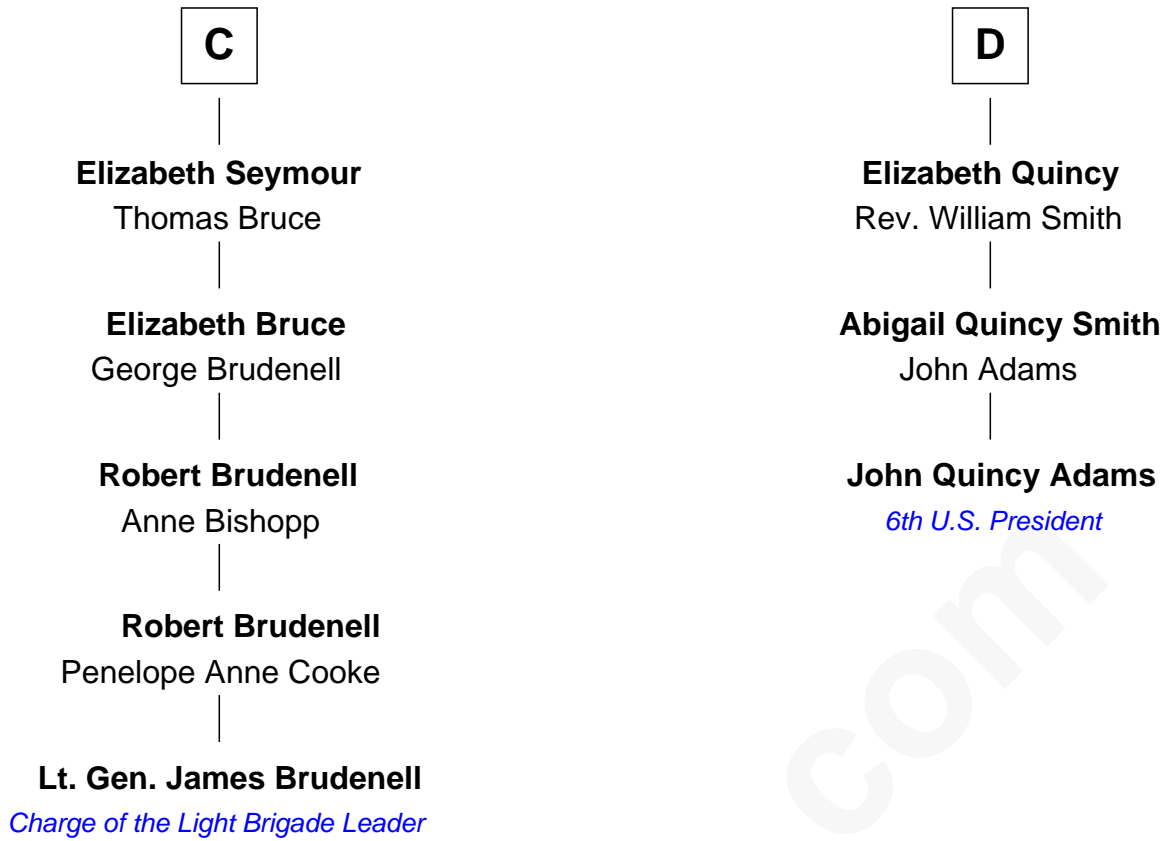 C
Elizabeth Seymour
Thomas Bruce
Elizabeth Bruce
George Brudenell
Robert Brudenell
Anne Bishopp
Robert Brudenell
Penelope Anne Cooke
Lt. Gen. James Brudenell
Charge of the Light Brigade Leader
D
Elizabeth Quincy
Rev. William Smith
Abigail Quincy Smith
John Adams
John Quincy Adams
6th U.S. President
com